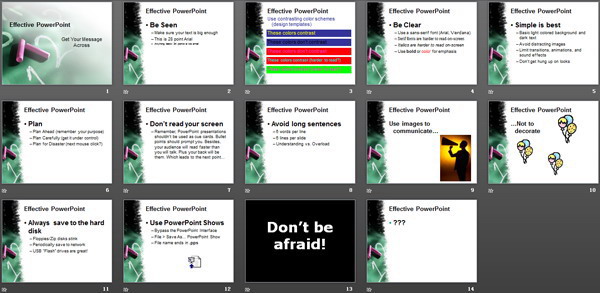 Effective PowerPoint
Get Your Message
Across
1
Effective PowerPoint
• Be Seen
– Make sure your text is big enough
– This is 28 point Arial
2
Use contrasting color schemes
(design templates)
These colors contrast
These colors don't contrast
These colors don't contrast
These colors contrast (harder to read?)
3
Effective PowerPoint
• Be Clear
– Use a sans-serif font (Arial, Verdana)
– Serif fonts are harder to read on-screen
– Italics are harder to read on-screen
– Use bold or color for emphasis
4
Effective PowerPoint
• Simple is best
– Basic light colored background and
dark text
– Avoid distracting images
– Limit transitions, animations, and
sound effects
– Don't get hung up on looks
5
Effective PowerPoint
• Plan
– Plan Ahead (remember your purpose)
– Plan Carefully (get it under control)
– Plan for Disaster (next mouse click?)
6
Effective PowerPoint
• Don't read your screen
– Remember, PowerPoint presentations
shouldn't be used as cue cards. Bullet
points should prompt you. Besides,
your audience will read faster than
you will talk. Plus your back will be
them. Which leads to the next point...
7
Effective PowerPoint
• Avoid long sentences
– 6 words per line
– 6 lines per slide
– Understanding vs. Overload
8
Effective PowerPoint
Use images to
communicate...
9
Effective PowerPoint
...Not to
decorate
10
Effective PowerPoint
• Always save to the hard
disk
– Floppies/Zip disks stink
– Periodically save to network
– USB "Flash" drives are great!
11
Effective PowerPoint
• Use PowerPoint Shows
– Bypass the PowerPoint interface
– File > Save As... PowerPoint Show
– File name ends in .pps
12
Don't be
afraid!
13
Effective PowerPoint
• ???
14